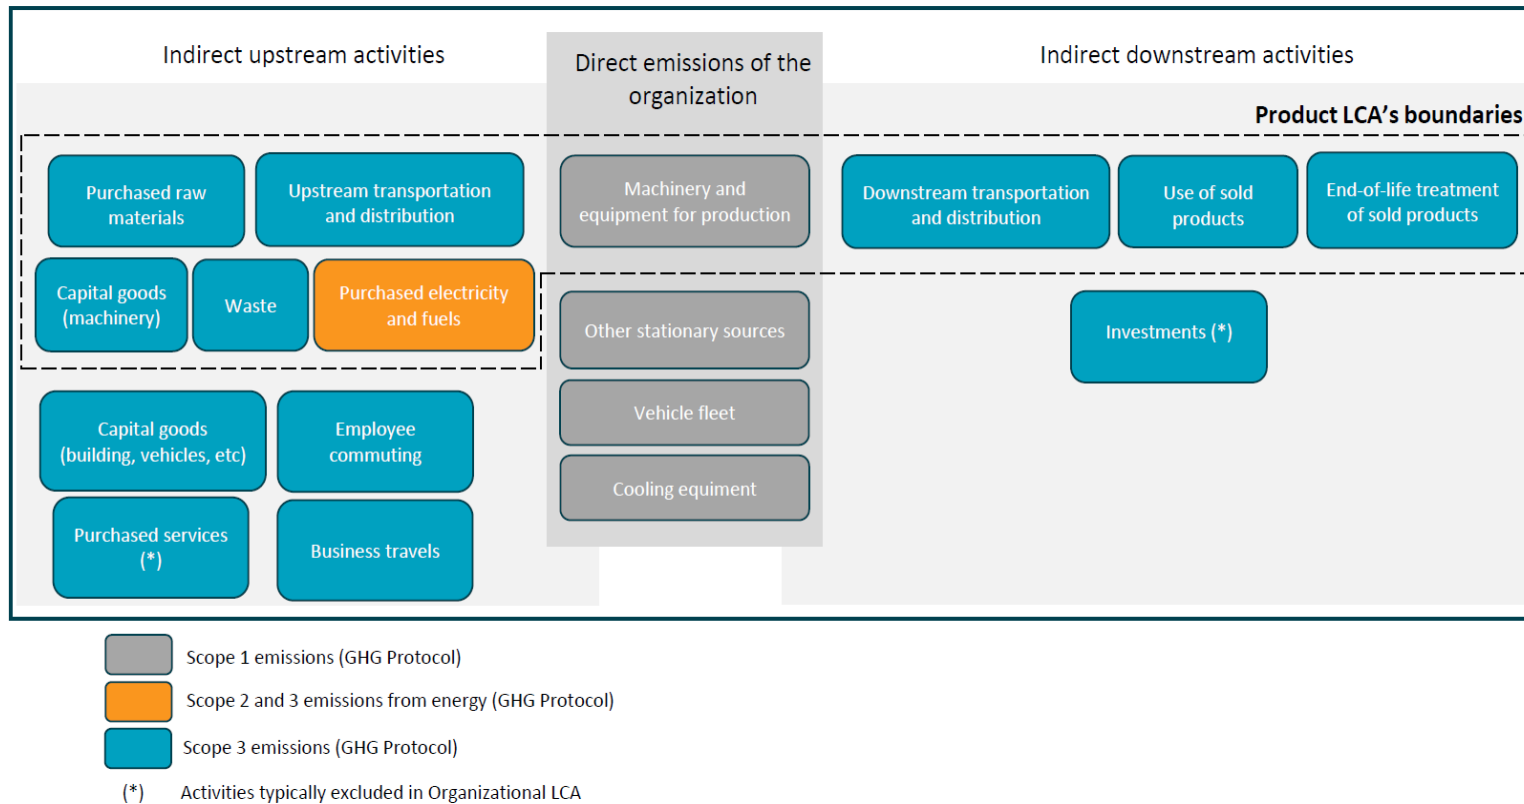 Indirect upstream activities
Direct emissions of the
organization
Indirect downstream activities
Product LCA's boundaries
Purchased raw
materials
Upstream transportation
and distribution
Machinery and
equipment for production
Downstream transportation
and distribution
Use of sold
products
End-of-life treatment
of sold products
Capital goods
(machinery)
Waste
Purchased electricity
and fuels
Other stationary sources
Investments (*)
Vehicle fleet
Capital goods
(building, vehicles, etc)
Employee
commuting
Cooling equiment
Purchased services
(*)
Business travels
Scope 1 emissions (GHG Protocol)
Scope 2 and 3 emissions from energy (GHG Protocol)
Scope 3 emissions (GHG Protocol)
(*) Activities typically excluded in Organizational LCA